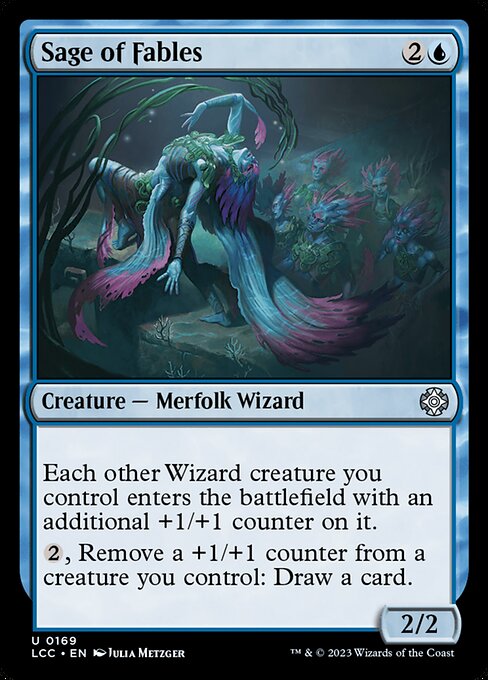 Sage of Fables 2
Creature — Merfolk Wizard
Each other Wizard creature you
control enters the battlefield with an
additional +1/+1 counter on it.
2, Remove a +1/+1 counter from a
creature you control: Draw a card.
2/2
U 0169
LCC • EN Julia Metzger
™ & © 2023 Wizards of the Coast